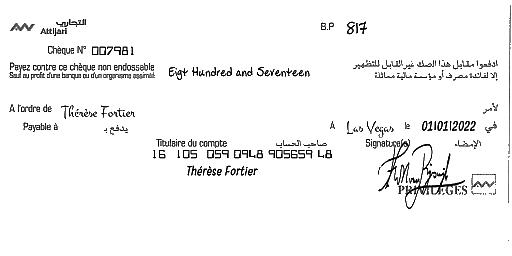 التجاري
Attijari
B.P 817
Chèque N° 007981
Payez contre ce chèque non endossable
Sauf au profit d'une banque ou d'un organisme assimilé
Eigt Hundred and Seventeen
ادفعوا مقابل هذا الصك غير القابل للتظهير
إلا لفائدة مصرف أو مؤسسة مالية مماثلة
A l'ordre de Thérèse Fortier لأمر
Payable à يدفع بـ
A Las Vegas le 01/01/2022 في
Titulaire du compte صاحب الحساب
Signature(s) الإمضاء
16 105 059 0948 905659 48
Thérèse Fortier
PRIVILEGES